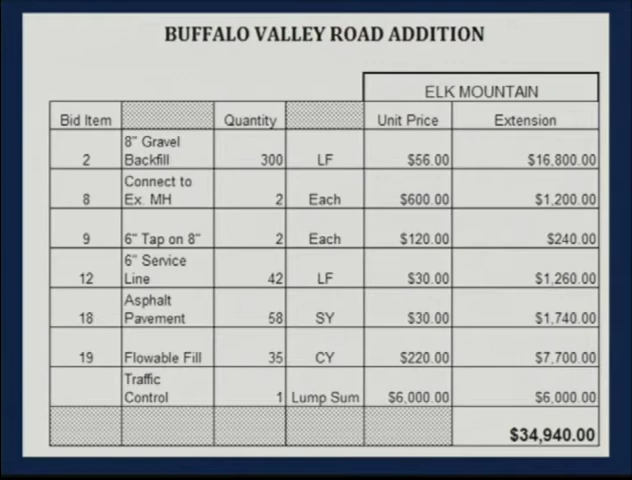 BUFFALO VALLEY ROAD ADDITION
ELK MOUNTAIN
Bid Item Quantity Unit Price Extension
2 8" Gravel Backfill 300 LF $56.00 $16,800.00
8 Connect to Ex. MH 2 Each $600.00 $1,200.00
9 6" Tap on 8" 2 Each $120.00 $240.00
12 6" Service Line 42 LF $30.00 $1,260.00
18 Asphalt Pavement 58 SY $30.00 $1,740.00
19 Flowable Fill 35 CY $220.00 $7,700.00
Traffic Control 1 Lump Sum $6,000.00 $6,000.00
$34,940.00